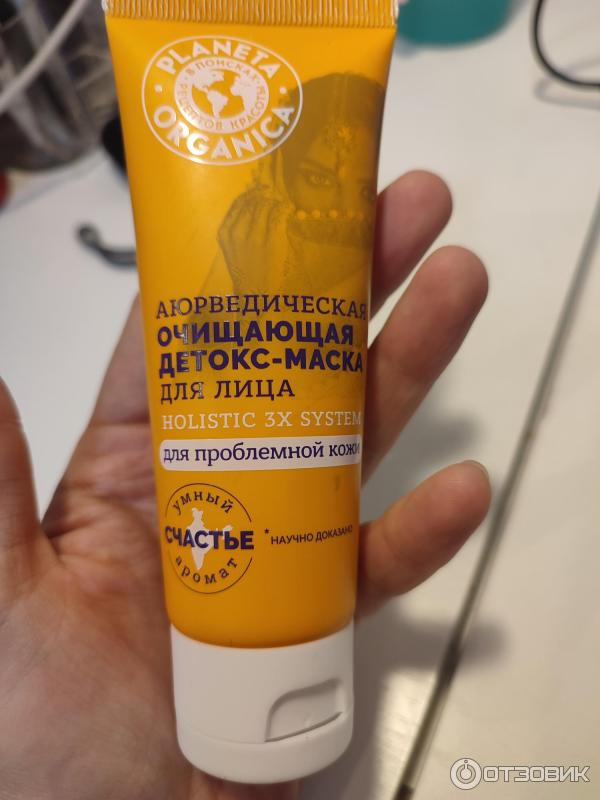 PLANETA
В ПОИСКАХ
РЕЦЕПТОВ КРАСОТЫ
ORGANICA
АЮРВЕДИЧЕСКАЯ
ОЧИЩАЮЩАЯ
ДЕТОКС-МАСКА
ДЛЯ ЛИЦА
HOLISTIC 3X SYSTEM
для проблемной кожи
УМНЫЙ
СЧАСТЬЕ
АРОМАТ
*НАУЧНО ДОКАЗАНО
ОТЗОВИК